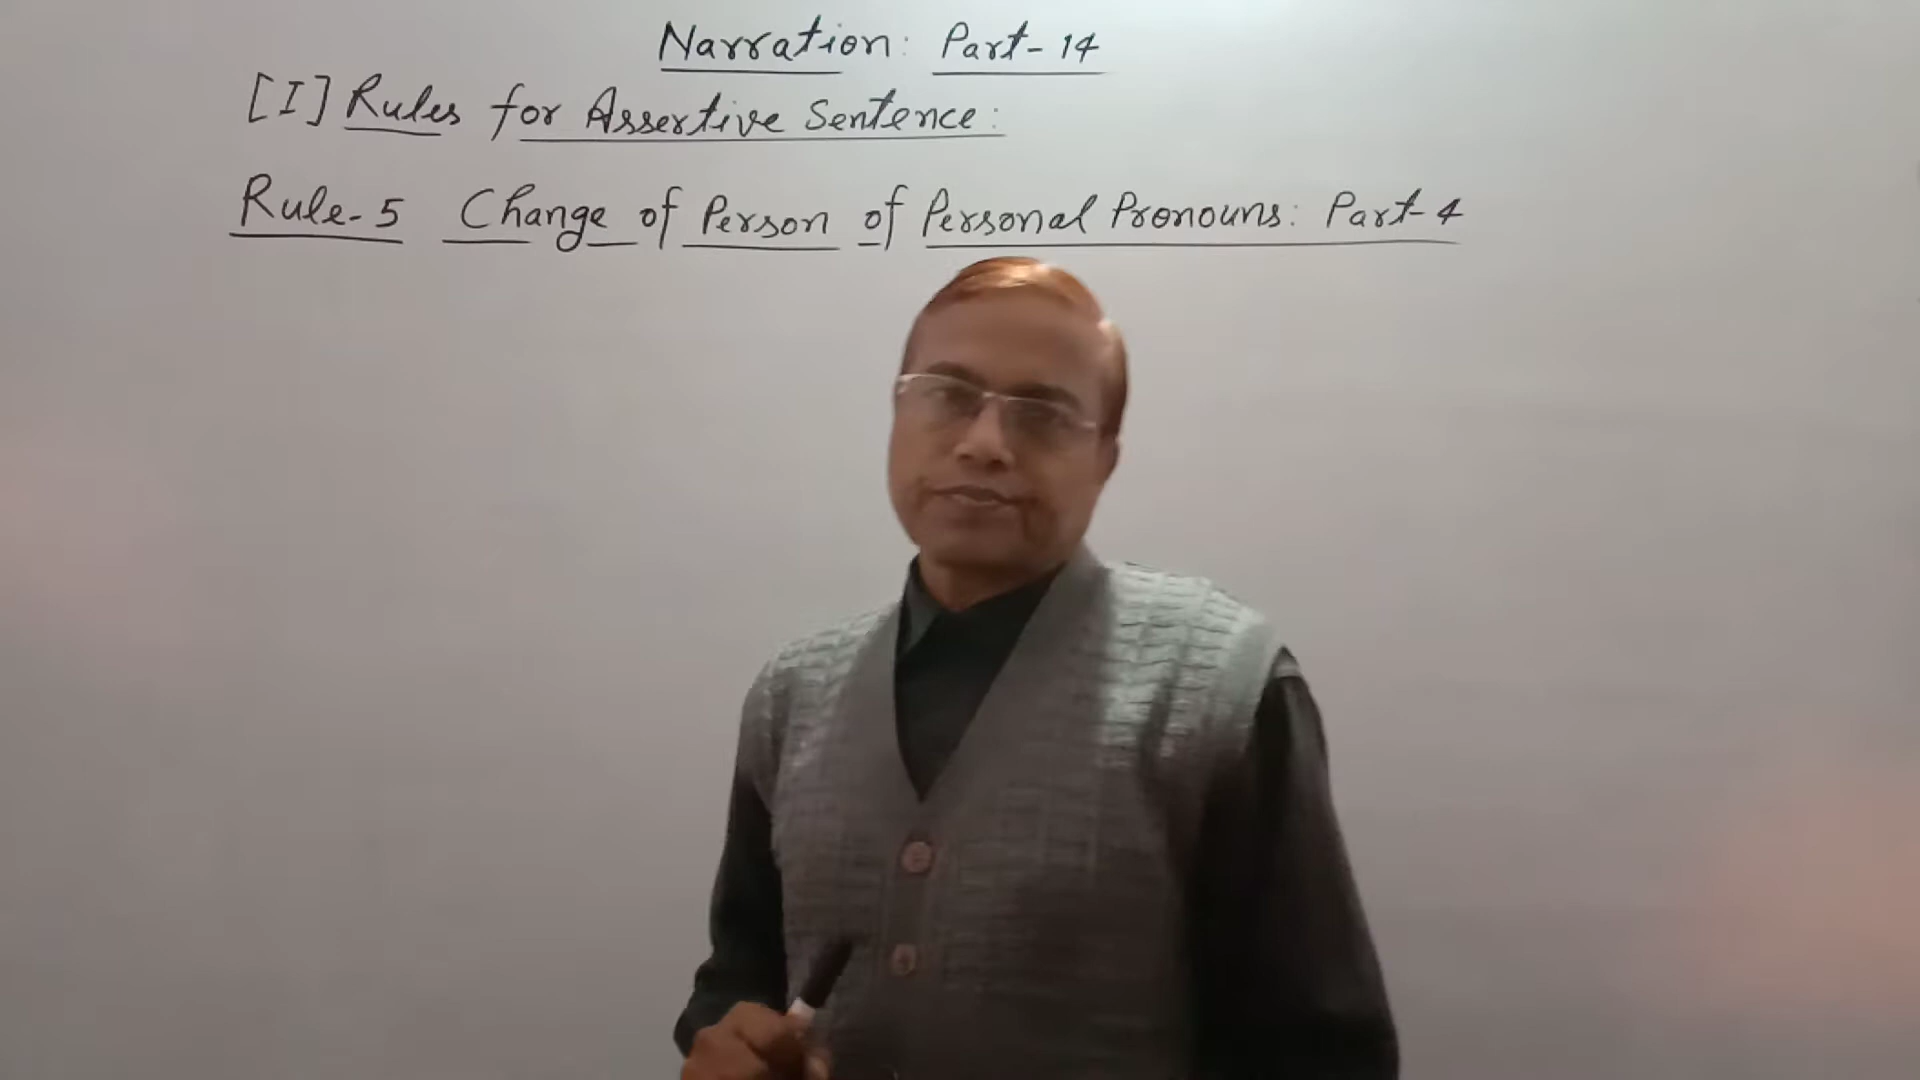 Narration: Part-14
[I] Rules for Assertive Sentence:
Rule-5 Change of Person of Personal Pronouns: Part-4